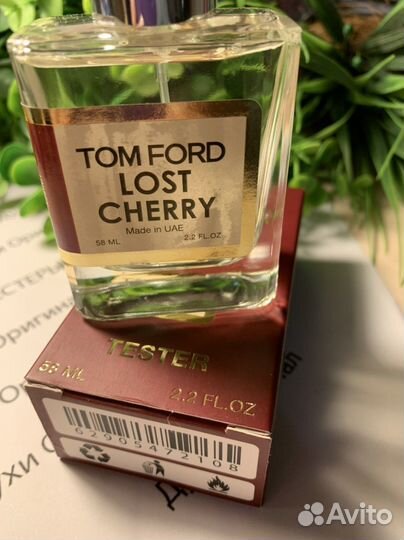 TOM FORD
LOST
CHERRY
Made in UAE
58 ML 2.2 FL.OZ.
TESTER
58 ML 2.2 FL.OZ
62905472108
Avito